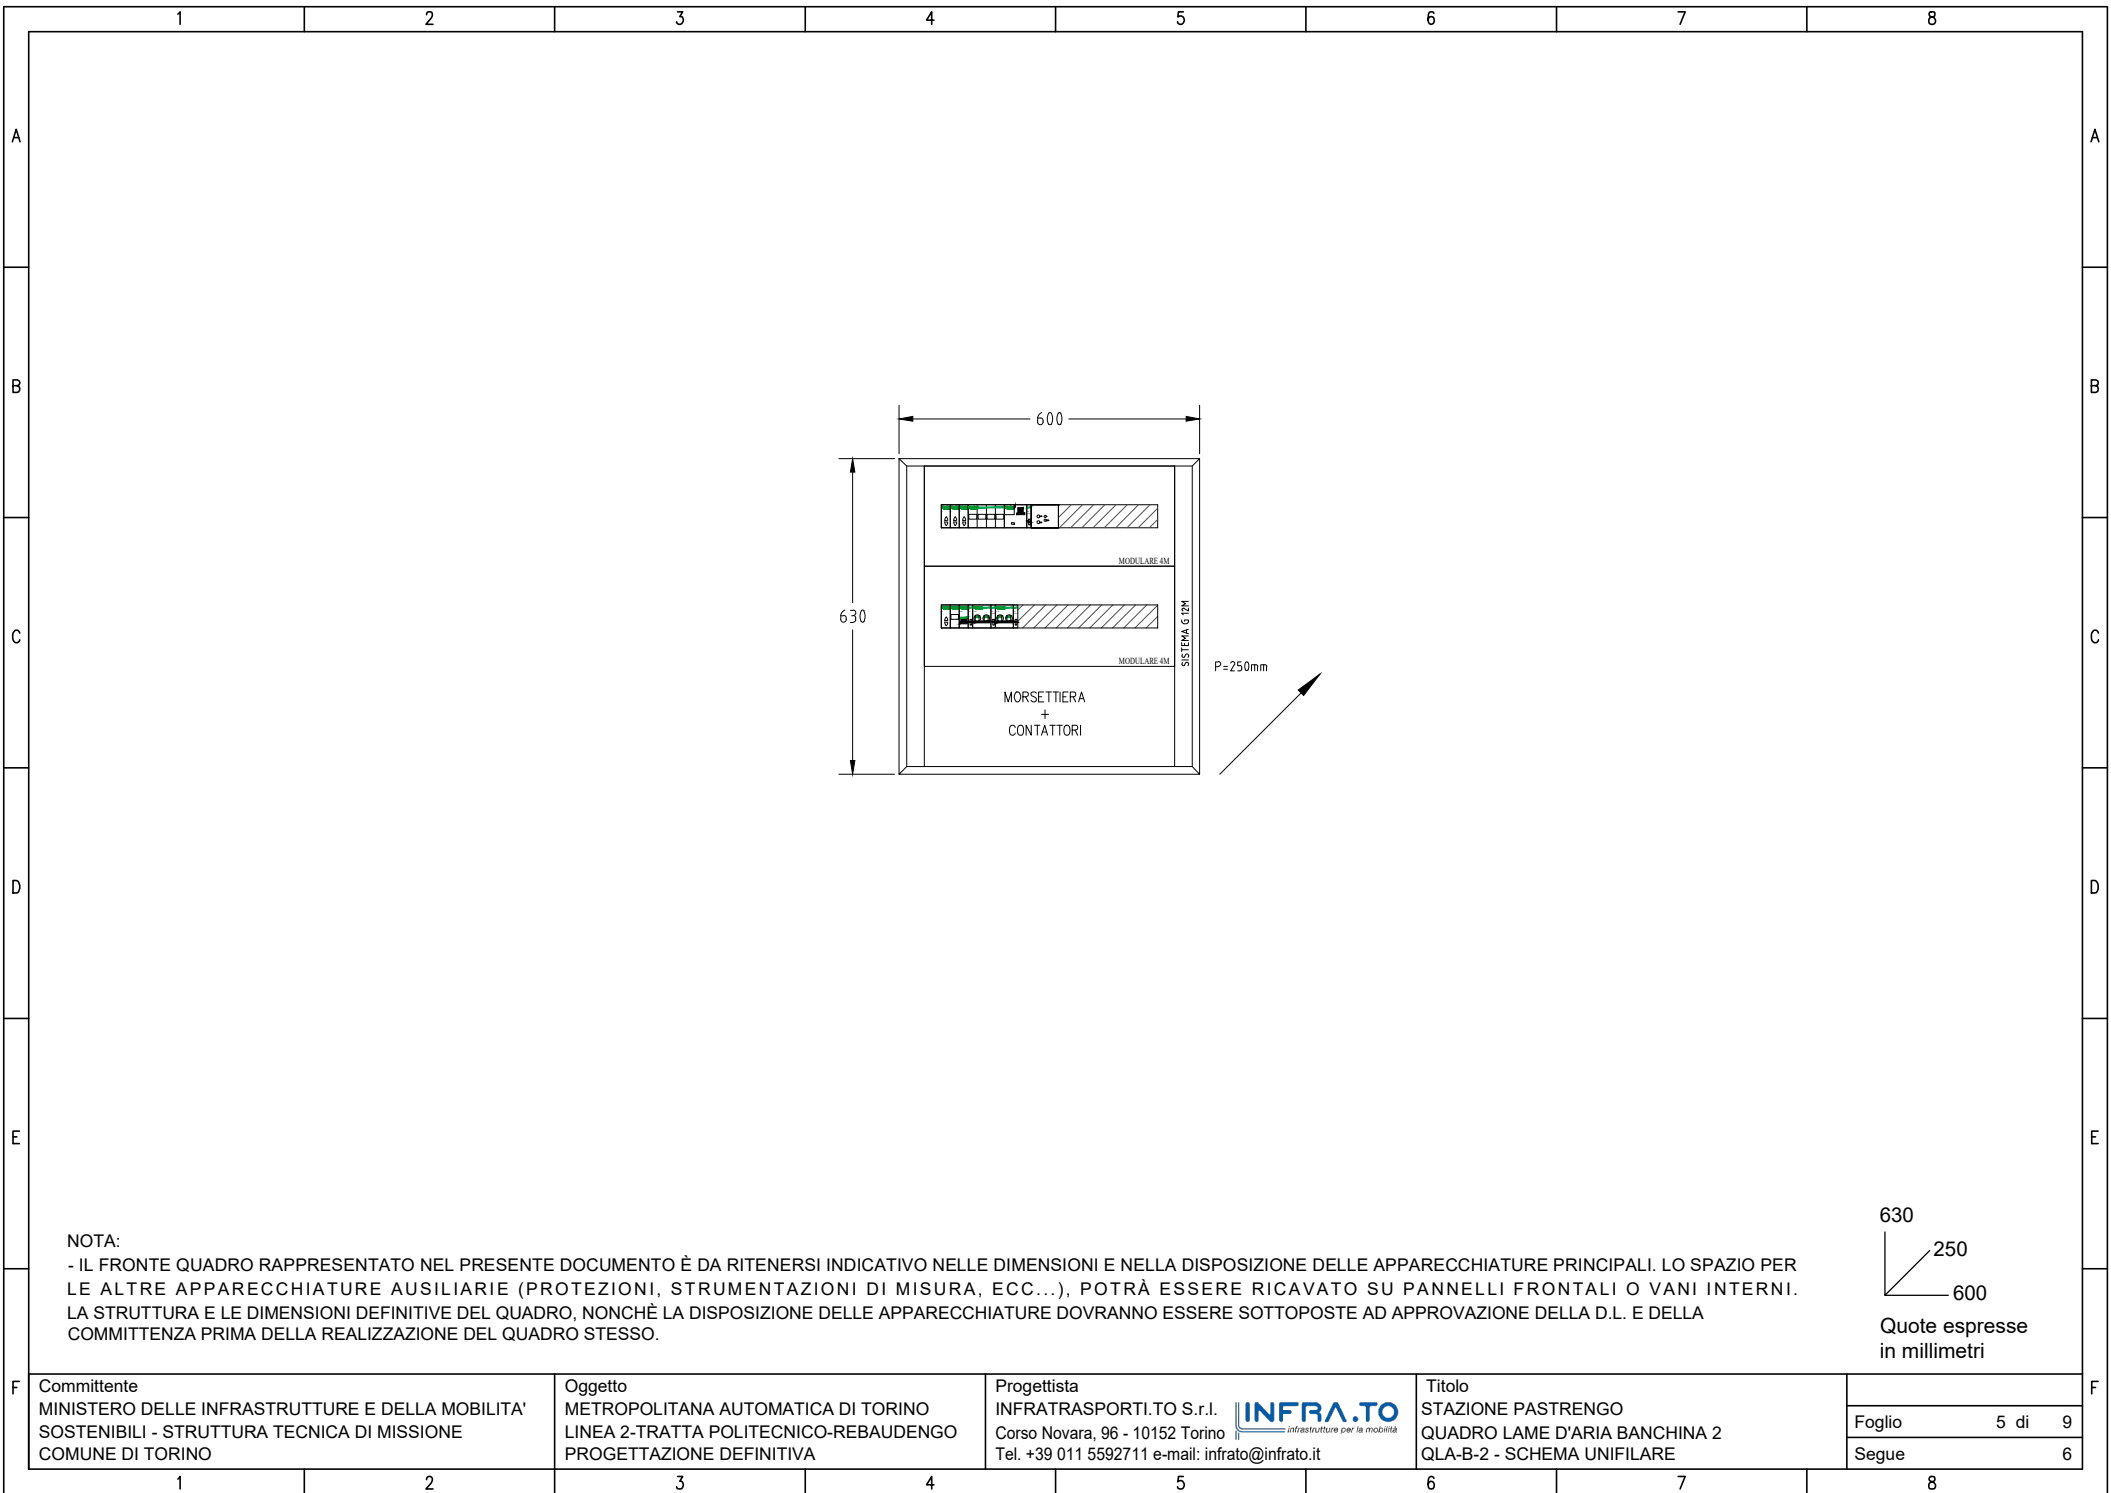 1 2 3 4 5 6 7 8
A A
B B
C C
D D
E E
F F
600
630
MODULARE 4M
MODULARE 4M
SISTEMA G 12M
P=250mm
MORSETTIERA
+
CONTATTORI
NOTA:
- IL FRONTE QUADRO RAPPRESENTATO NEL PRESENTE DOCUMENTO È DA RITENERSI INDICATIVO NELLE DIMENSIONI E NELLA DISPOSIZIONE DELLE APPARECCHIATURE PRINCIPALI. LO SPAZIO PER
LE ALTRE APPARECCHIATURE AUSILIARIE (PROTEZIONI, STRUMENTAZIONI DI MISURA, ECC...), POTRÀ ESSERE RICAVATO SU PANNELLI FRONTALI O VANI INTERNI.
LA STRUTTURA E LE DIMENSIONI DEFINITIVE DEL QUADRO, NONCHÈ LA DISPOSIZIONE DELLE APPARECCHIATURE DOVRANNO ESSERE SOTTOPOSTE AD APPROVAZIONE DELLA D.L. E DELLA
COMMITTENZA PRIMA DELLA REALIZZAZIONE DEL QUADRO STESSO.
630
250
600
Quote espresse
in millimetri
Committente
MINISTERO DELLE INFRASTRUTTURE E DELLA MOBILITA'
SOSTENIBILI - STRUTTURA TECNICA DI MISSIONE
COMUNE DI TORINO
Oggetto
METROPOLITANA AUTOMATICA DI TORINO
LINEA 2-TRATTA POLITECNICO-REBAUDENGO
PROGETTAZIONE DEFINITIVA
Progettista
INFRATRASPORTI.TO S.r.l.
Corso Novara, 96 - 10152 Torino
Tel. +39 011 5592711 e-mail: infrato@infrato.it
INFRA.TO
infrastrutture per la mobilità
Titolo
STAZIONE PASTRENGO
QUADRO LAME D'ARIA BANCHINA 2
QLA-B-2 - SCHEMA UNIFILARE
Foglio 5 di 9
Segue 6
1 2 3 4 5 6 7 8